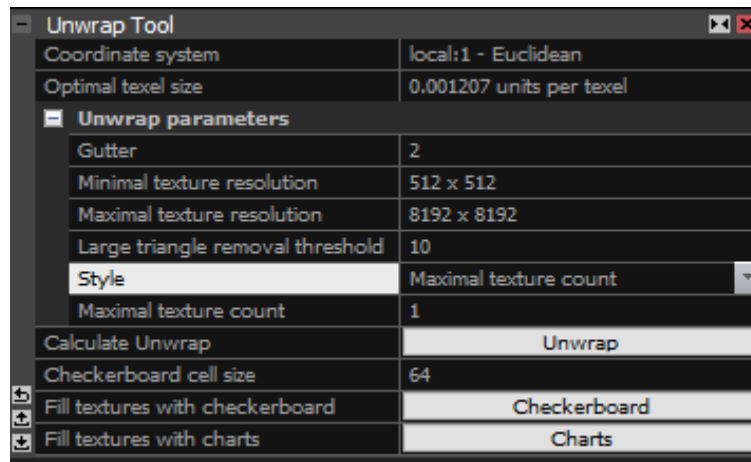 Unwrap Tool
Coordinate system local:1 - Euclidean
Optimal texel size 0.001207 units per texel
Unwrap parameters
Gutter 2
Minimal texture resolution 512 x 512
Maximal texture resolution 8192 x 8192
Large triangle removal threshold 10
Style Maximal texture count
Maximal texture count 1
Calculate Unwrap Unwrap
Checkerboard cell size 64
Fill textures with checkerboard Checkerboard
Fill textures with charts Charts